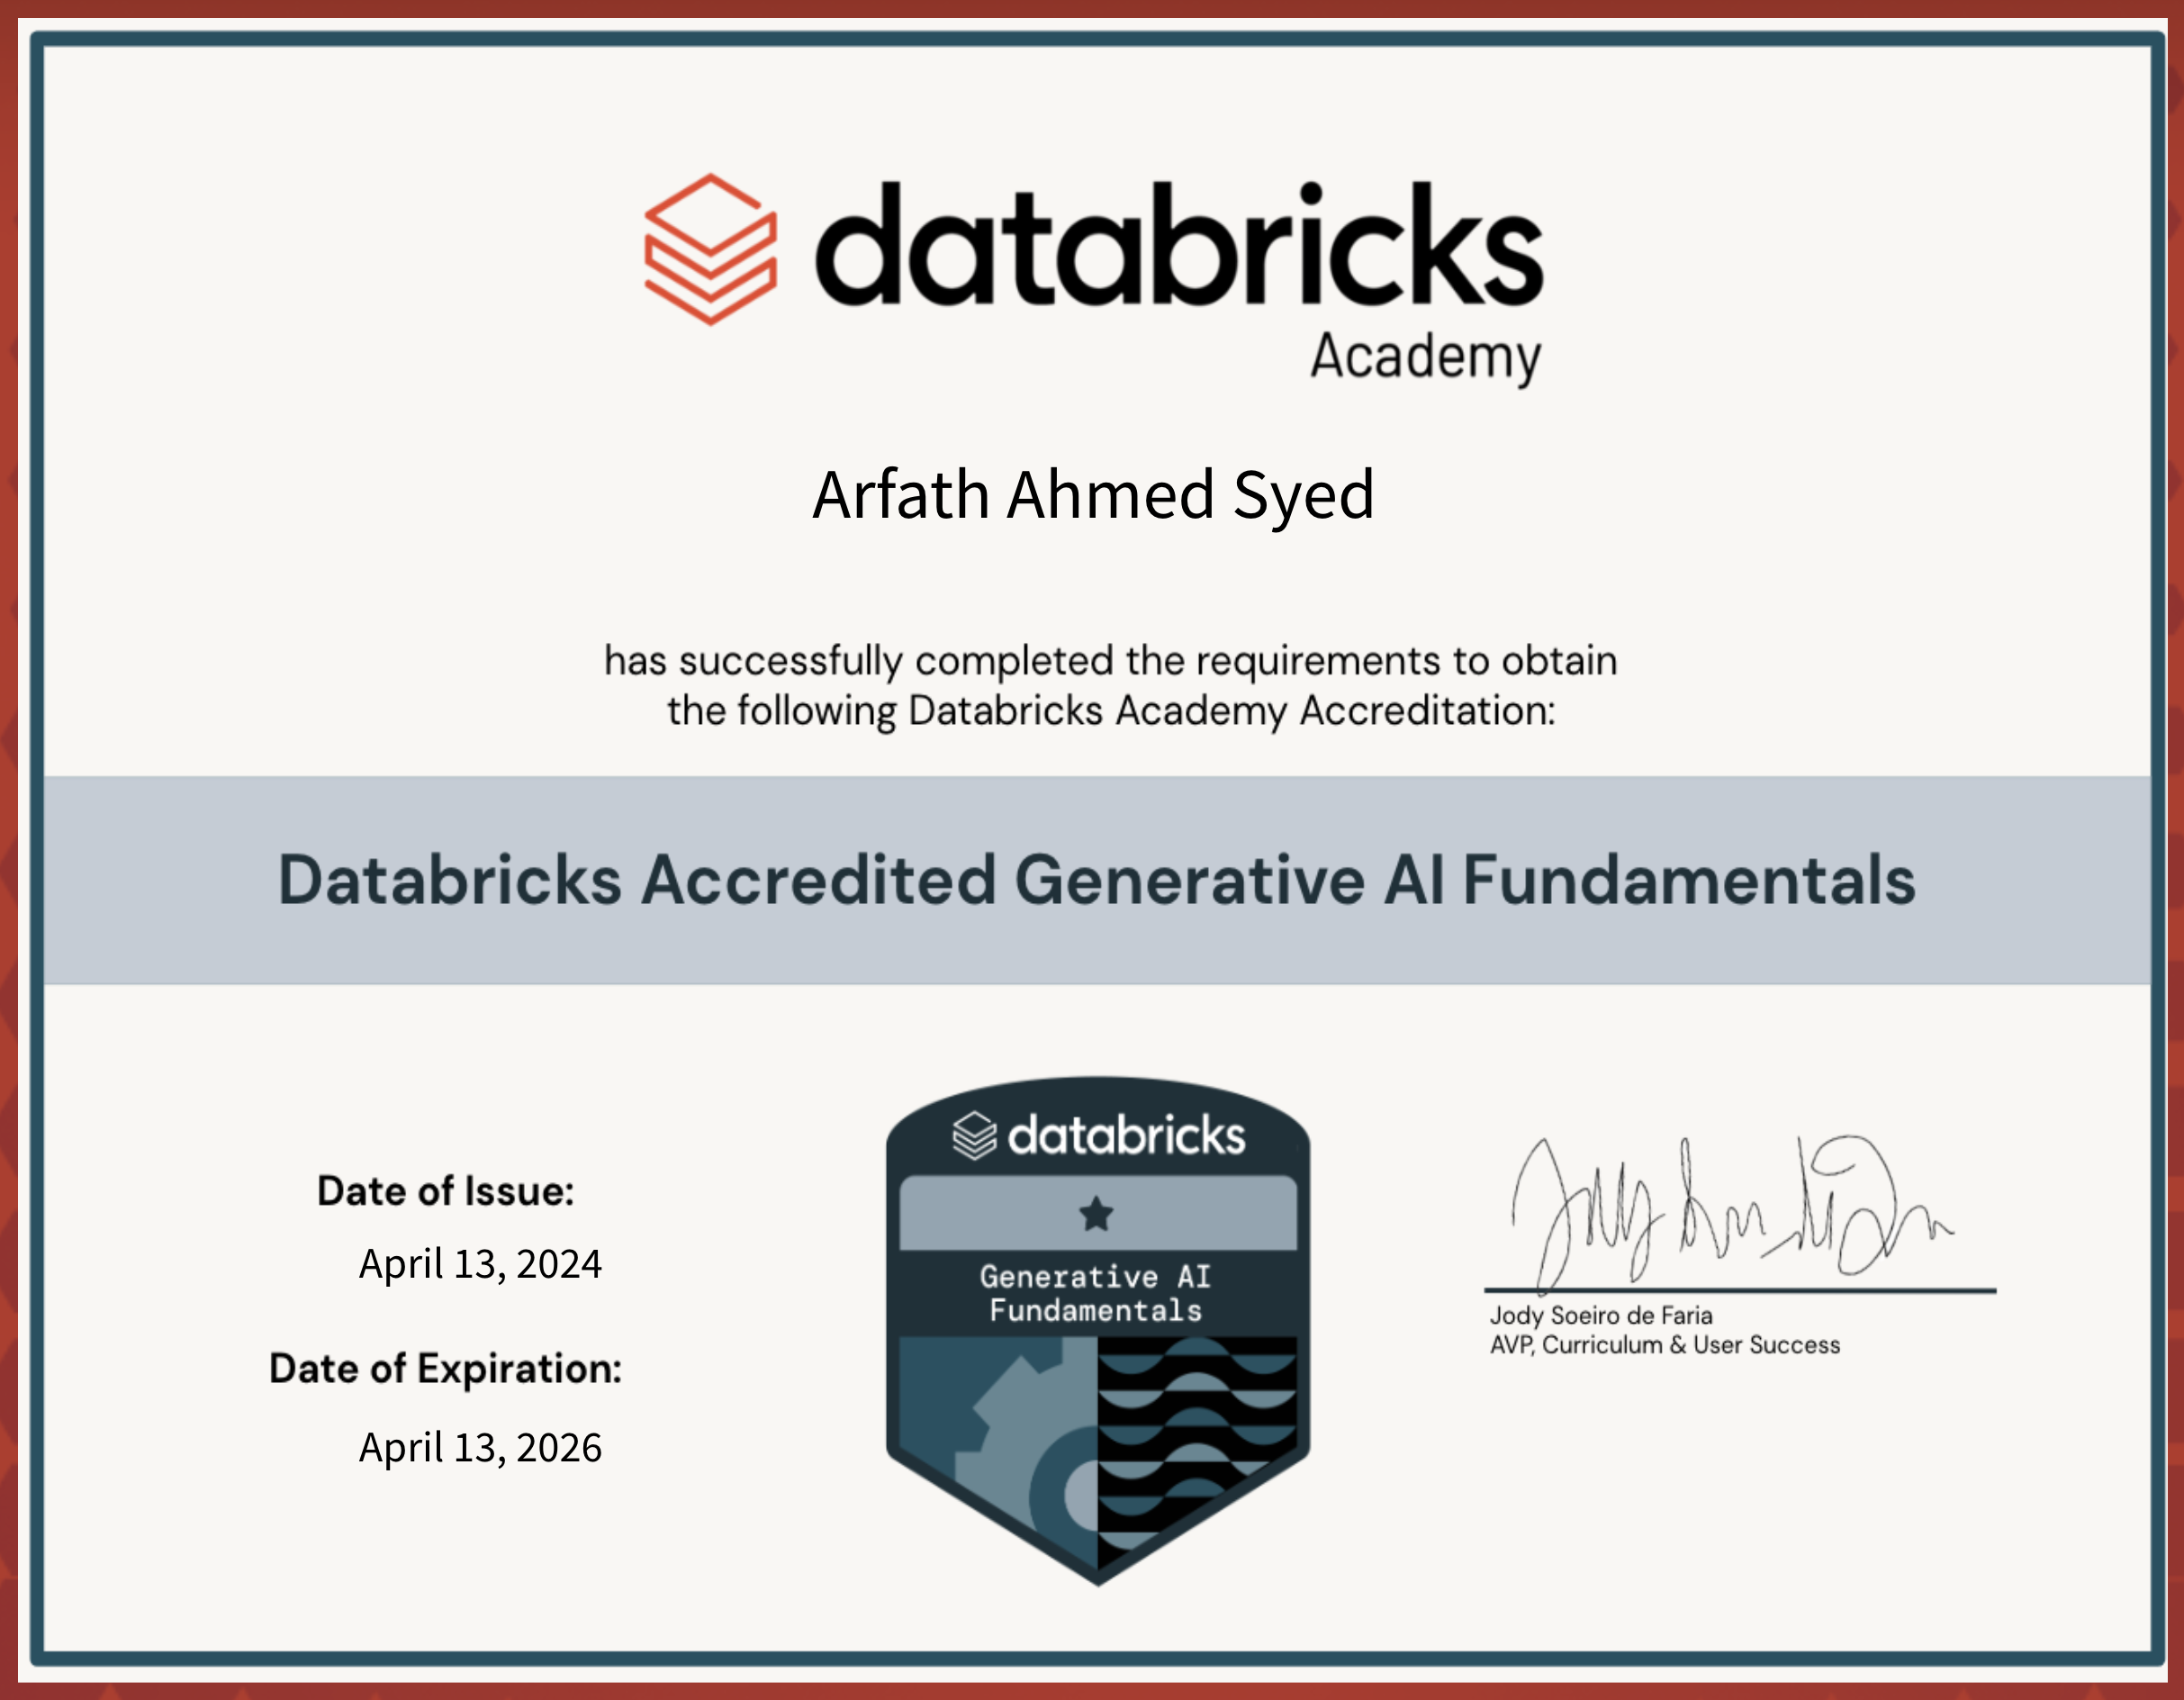 databricks
Academy
Arfath Ahmed Syed
has successfully completed the requirements to obtain
the following Databricks Academy Accreditation:
Databricks Accredited Generative AI Fundamentals
Date of Issue:
April 13, 2024
Date of Expiration:
April 13, 2026
databricks
Generative AI
Fundamentals
Jody Soeiro de Faria
AVP, Curriculum & User Success